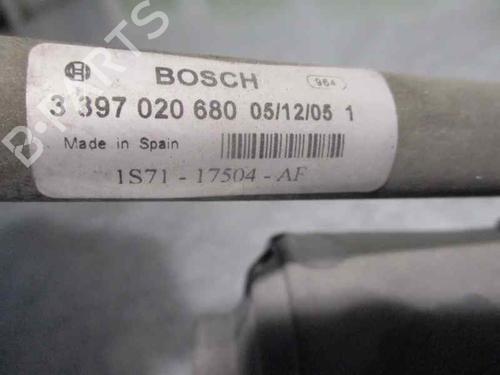 BOSCH 964
3 397 020 680 05/12/05 1
Made in Spain
1S71 - 17504 - AF
B-PARTS